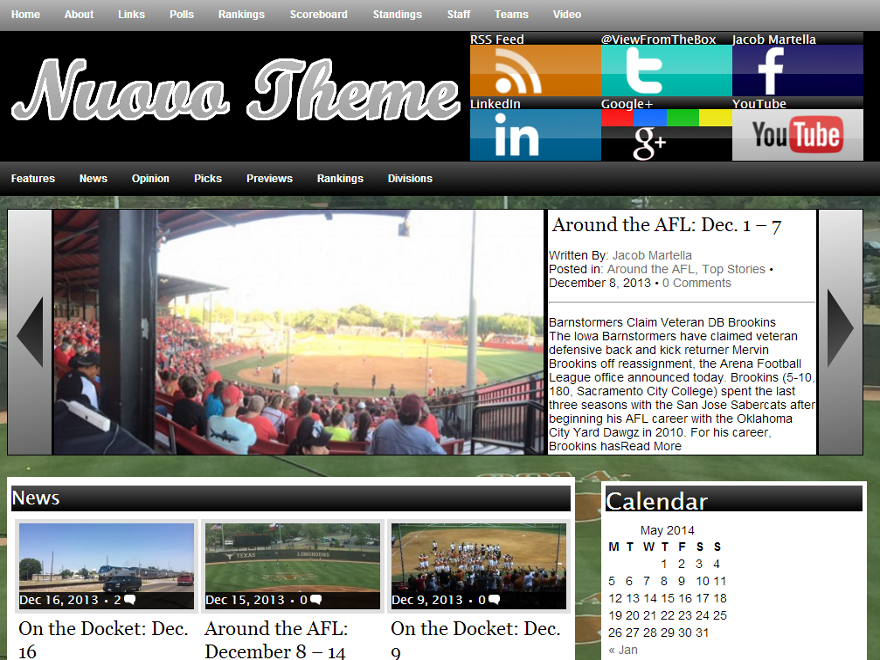 Home About Links Polls Rankings Scoreboard Standings Staff Teams Video
Nuovo Theme
RSS Feed @ViewFromTheBox Jacob Martella
LinkedIn Google+ YouTube
in g+ You Tube
Features News Opinion Picks Previews Rankings Divisions
Around the AFL: Dec. 1 – 7
Written By: Jacob Martella
Posted in: Around the AFL, Top Stories •
December 8, 2013 • 0 Comments
Barnstormers Claim Veteran DB Brookins
The Iowa Barnstormers have claimed veteran
defensive back and kick returner Mervin
Brookins off reassignment, the Arena Football
League office announced today. Brookins (5-10,
180, Sacramento City College) spent the last
three seasons with the San Jose Sabercats after
beginning his AFL career with the Oklahoma
City Yard Dawgz in 2010. For his career,
Brookins hasRead More
News
TEXAS LONGHORNS
Dec 16, 2013 • 2 Dec 15, 2013 • 0 Dec 9, 2013 • 0
On the Docket: Dec. 16
Around the AFL: December 8 – 14
On the Docket: Dec. 9
Calendar
May 2014
M T W T F S S
1 2 3 4
5 6 7 8 9 10 11
12 13 14 15 16 17 18
19 20 21 22 23 24 25
26 27 28 29 30 31
« Jan